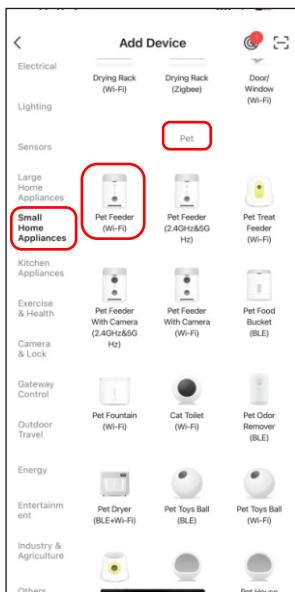 Add Device
Electrical
Lighting
Sensors
Large
Home
Appliances
Small
Home
Appliances
Kitchen
Appliances
Exercise
& Health
Camera
& Lock
Gateway
Control
Outdoor
Travel
Energy
Entertainm
ent
Industry &
Agriculture
Others
Drying Rack
(Wi-Fi)
Drying Rack
(Zigbee)
Door/
Window
(Wi-Fi)
Pet
Pet Feeder
(Wi-Fi)
Pet Feeder
(2.4GHz&5G
Hz)
Pet Treat
Feeder
(Wi-Fi)
Pet Feeder
With Camera
(2.4GHz&5G
Hz)
Pet Feeder
With Camera
(Wi-Fi)
Pet Food
Bucket
(BLE)
Pet Fountain
(Wi-Fi)
Cat Toilet
(Wi-Fi)
Pet Odor
Remover
(BLE)
Pet Dryer
(BLE+Wi-Fi)
Pet Toys Ball
(BLE)
Pet Toys Ball
(Wi-Fi)
Pet House